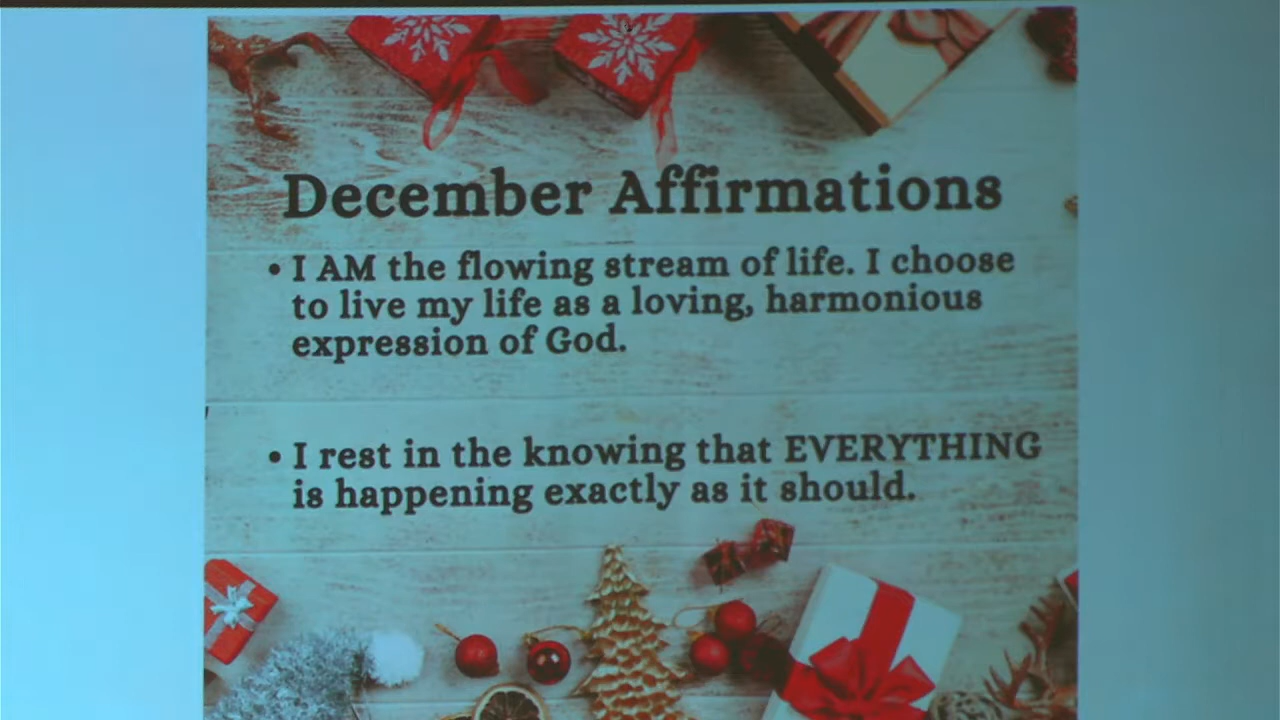 December Affirmations
• I AM the flowing stream of life. I choose
to live my life as a loving, harmonious
expression of God.
• I rest in the knowing that EVERYTHING
is happening exactly as it should.